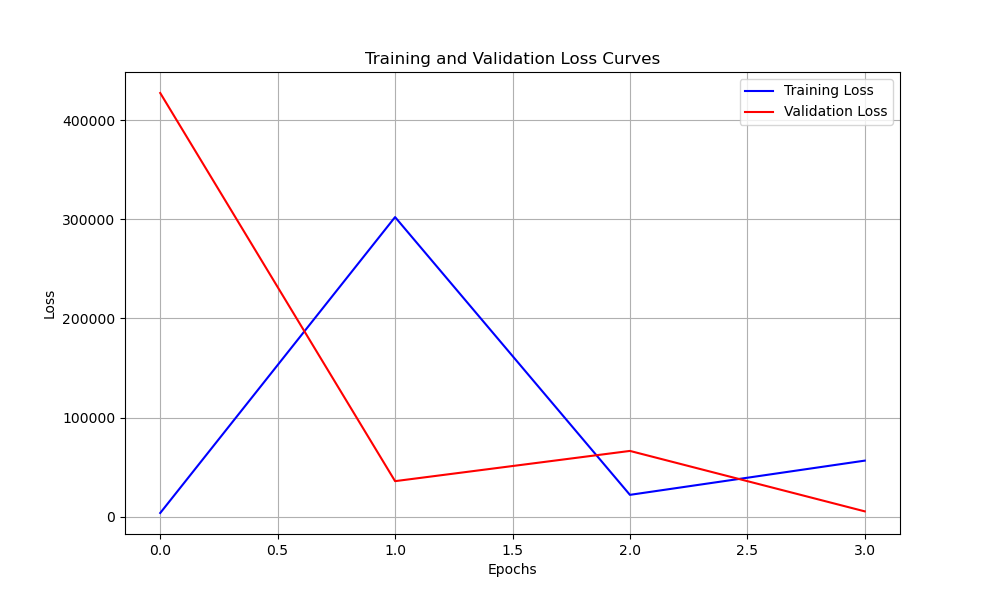 Training and Validation Loss Curves
Training Loss
Validation Loss
400000
300000
200000
100000
0
Loss
0.0 0.5 1.0 1.5 2.0 2.5 3.0
Epochs